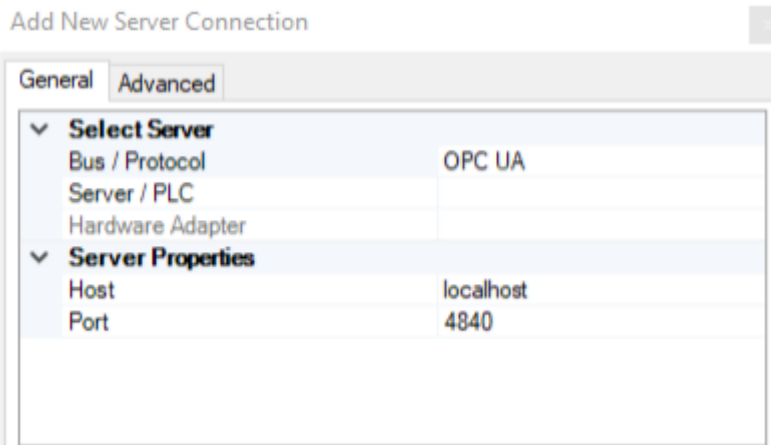 Add New Server Connection
General Advanced
Select Server
Bus / Protocol OPC UA
Server / PLC
Hardware Adapter
Server Properties
Host localhost
Port 4840